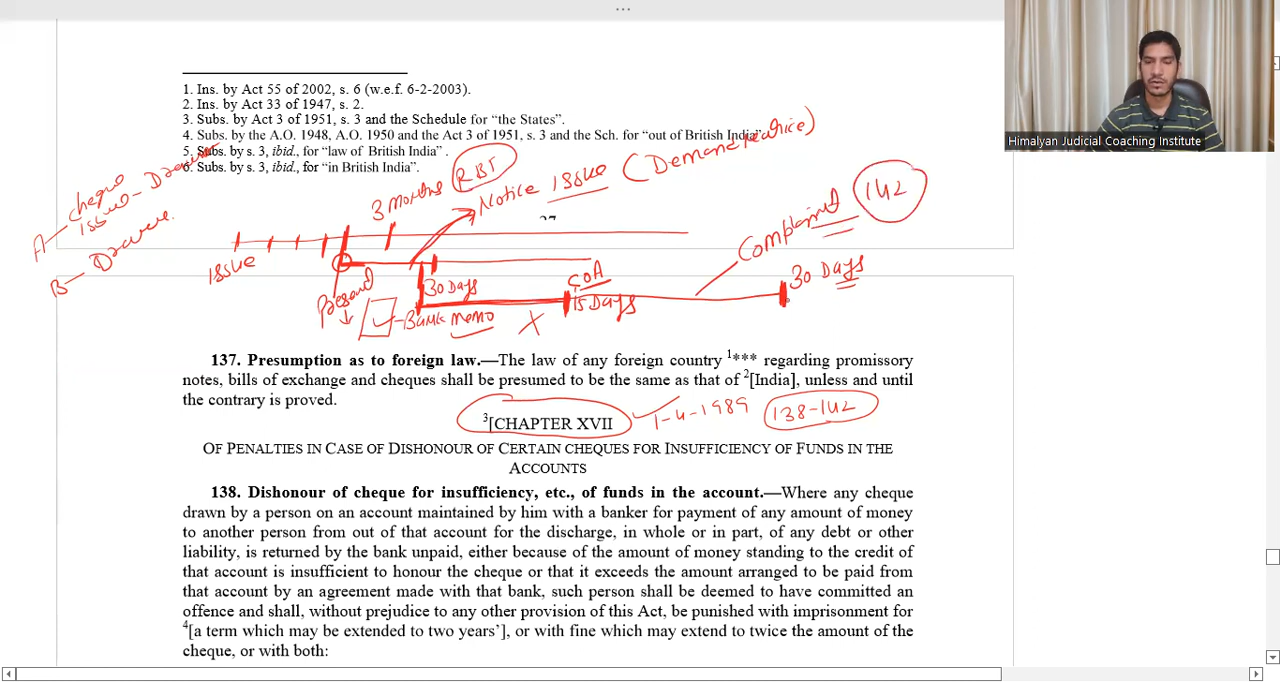 1. Ins. by Act 55 of 2002, s. 6 (w.e.f. 6-2-2003).
2. Ins. by Act 33 of 1947, s. 2.
3. Subs. by Act 3 of 1951, s. 3 and the Schedule for “the States”.
4. Subs. by the A.O. 1948, A.O. 1950 and the Act 3 of 1951, s. 3 and the Sch. for “out of British India”.
5. Subs. by s. 3, ibid., for “law of British India” .
6. Subs. by s. 3, ibid., for “in British India”.
Himalyan Judicial Coaching Institute
A - cheque
Issue - Drawer
B - Drawee.
3 Months RBI
Notice Issue (Demand Notice)
37
Complained 142
Issue
Present
30 Days
COA
15 Days
30 Days
Bank Memo
137. Presumption as to foreign law.—The law of any foreign country 1*** regarding promissory
notes, bills of exchange and cheques shall be presumed to be the same as that of 2[India], unless and until
the contrary is proved.
3[CHAPTER XVII
1-4-1989 138-142
OF PENALTIES IN CASE OF DISHONOUR OF CERTAIN CHEQUES FOR INSUFFICIENCY OF FUNDS IN THE
ACCOUNTS
138. Dishonour of cheque for insufficiency, etc., of funds in the account.—Where any cheque
drawn by a person on an account maintained by him with a banker for payment of any amount of money
to another person from out of that account for the discharge, in whole or in part, of any debt or other
liability, is returned by the bank unpaid, either because of the amount of money standing to the credit of
that account is insufficient to honour the cheque or that it exceeds the amount arranged to be paid from
that account by an agreement made with that bank, such person shall be deemed to have committed an
offence and shall, without prejudice to any other provision of this Act, be punished with imprisonment for
4[a term which may be extended to two years’], or with fine which may extend to twice the amount of the
cheque, or with both: